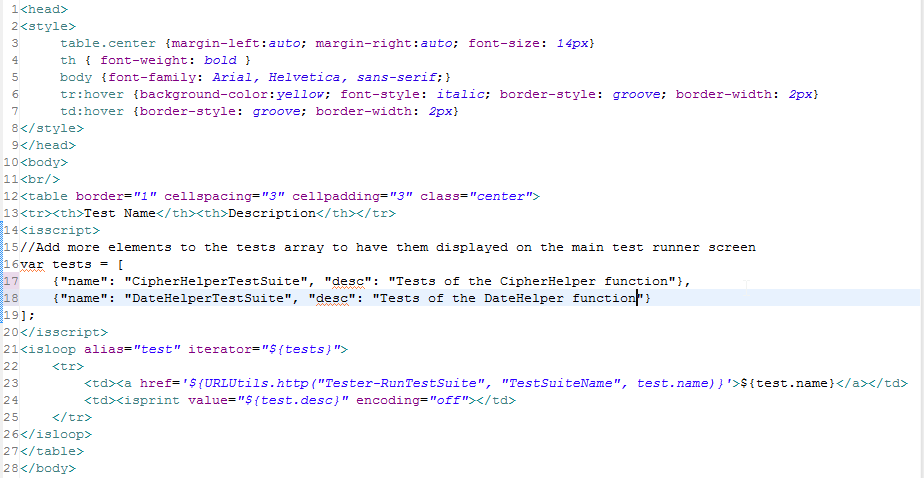 1<head>
2<style>
3     table.center {margin-left:auto; margin-right:auto; font-size: 14px}
4     th { font-weight: bold }
5     body {font-family: Arial, Helvetica, sans-serif;}
6     tr:hover {background-color:yellow; font-style: italic; border-style: groove; border-width: 2px}
7     td:hover {border-style: groove; border-width: 2px}
8</style>
9</head>
10<body>
11<br/>
12<table border="1" cellspacing="3" cellpadding="3" class="center">
13<tr><th>Test Name</th><th>Description</th></tr>
14<isscript>
15//Add more elements to the tests array to have them displayed on the main test runner screen
16var tests = [
17    {"name": "CipherHelperTestSuite", "desc": "Tests of the CipherHelper function"},
18    {"name": "DateHelperTestSuite", "desc": "Tests of the DateHelper function"}
19];
20</isscript>
21<isloop alias="test" iterator="${tests}">
22    <tr>
23        <td><a href='${URLUtils.http("Tester-RunTestSuite", "TestSuiteName", test.name)}'>${test.name}</a></td>
24        <td><isprint value="${test.desc}" encoding="off"></td>
25    </tr>
26</isloop>
27</table>
28</body>